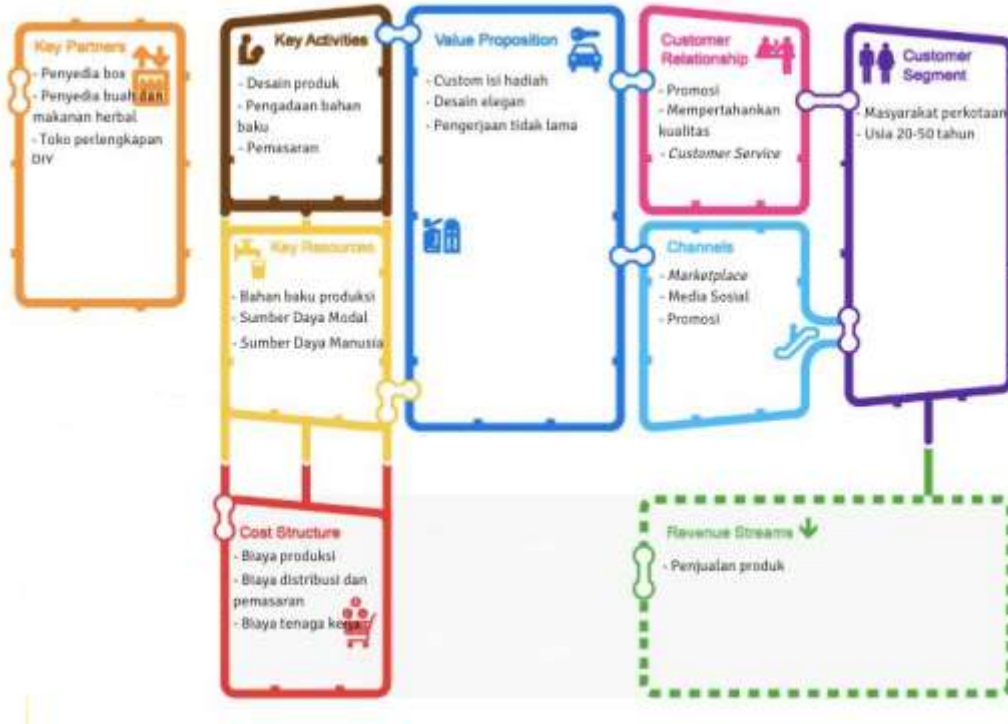 Key Partners
- Penyedia box
- Penyedia buah dan
makanan herbal
- Toko perlengkapan
DIY
Key Activities
- Desain produk
- Pengadaan bahan
baku
- Pemasaran
Key Resources
- Bahan baku produksi
- Sumber Daya Modal
- Sumber Daya Manusia
Value Proposition
- Custom isi hadiah
- Desain elegan
- Pengerjaan tidak lama
Customer
Relationship
- Promosi
- Mempertahankan
kualitas
- Customer Service
Channels
- Marketplace
- Media Sosial
- Promosi
Customer
Segment
- Masyarakat perkotaan
- Usia 20-50 tahun
Cost Structure
- Biaya produksi
- Biaya distribusi dan
pemasaran
- Biaya tenaga kerja
Revenue Streams
- Penjualan produk